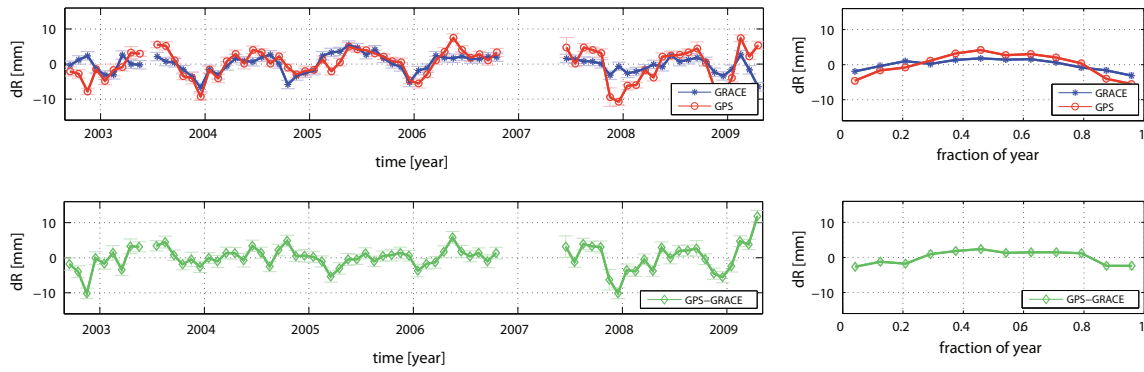 dR [mm]
10
0
−10
2003 2004 2005 2006 2007 2008 2009
time [year]
GRACE
GPS
dR [mm]
10
0
−10
0 0.2 0.4 0.6 0.8 1
fraction of year
GRACE
GPS
dR [mm]
10
0
−10
2003 2004 2005 2006 2007 2008 2009
time [year]
GPS−GRACE
dR [mm]
10
0
−10
0 0.2 0.4 0.6 0.8 1
fraction of year
GPS−GRACE